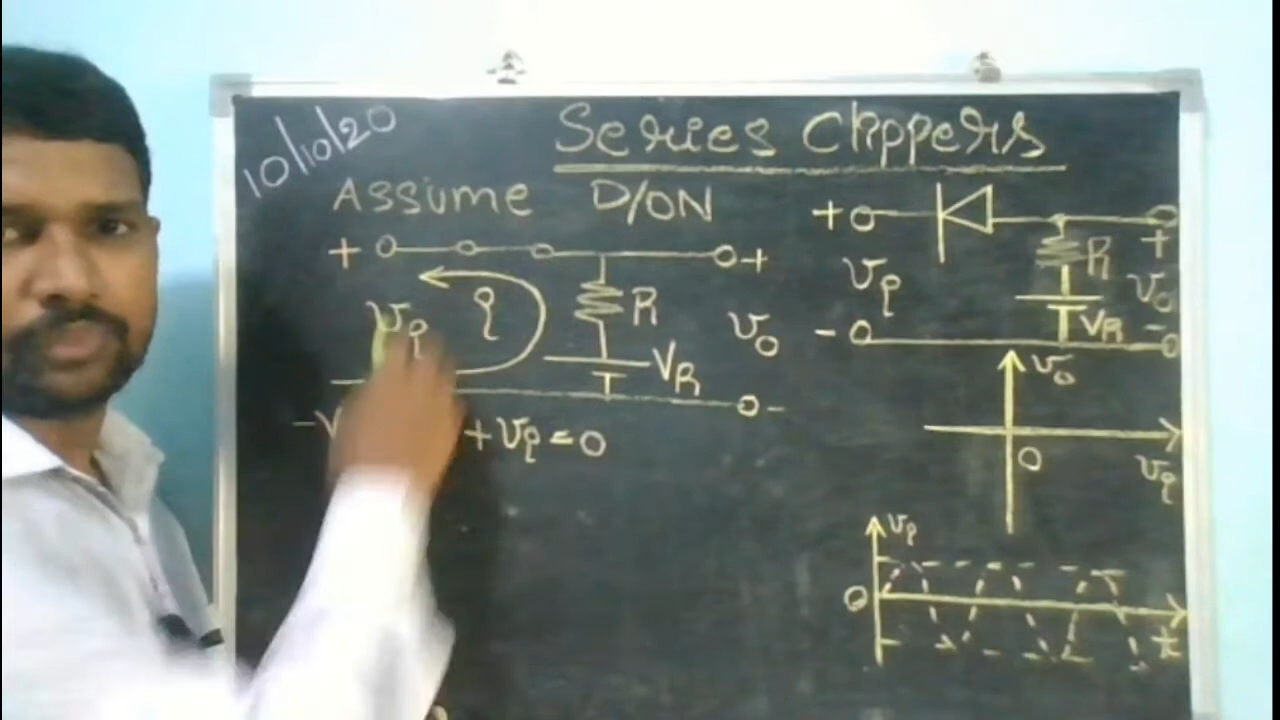 10/10/20
Series Clippers
Assume D/ON
+ +
vi i R vo
VR
-
-V +vi=0
+ +
vi R vo
- VR -
vo
0
vi
vi
0
t